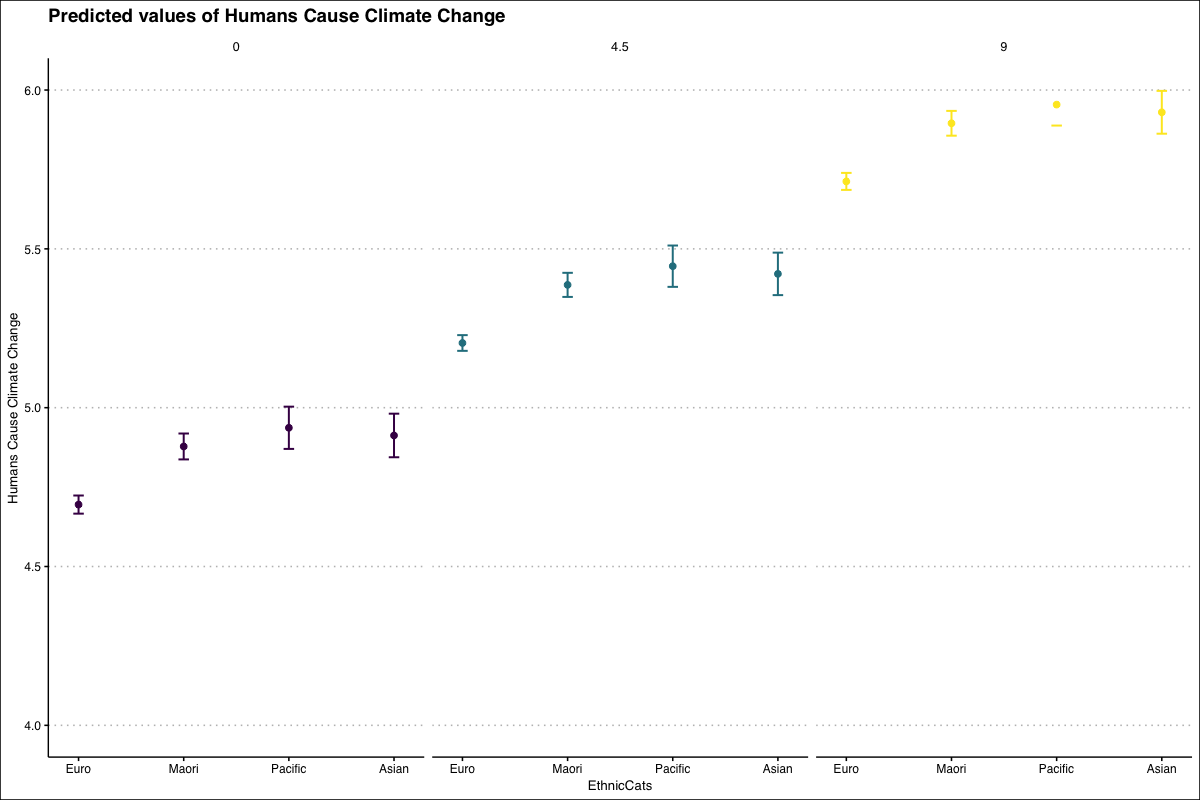 Predicted values of Humans Cause Climate Change
0 4.5 9
6.0
5.5
5.0
4.5
4.0
Humans Cause Climate Change
Euro Maori Pacific Asian Euro Maori Pacific Asian Euro Maori Pacific Asian
EthnicCats